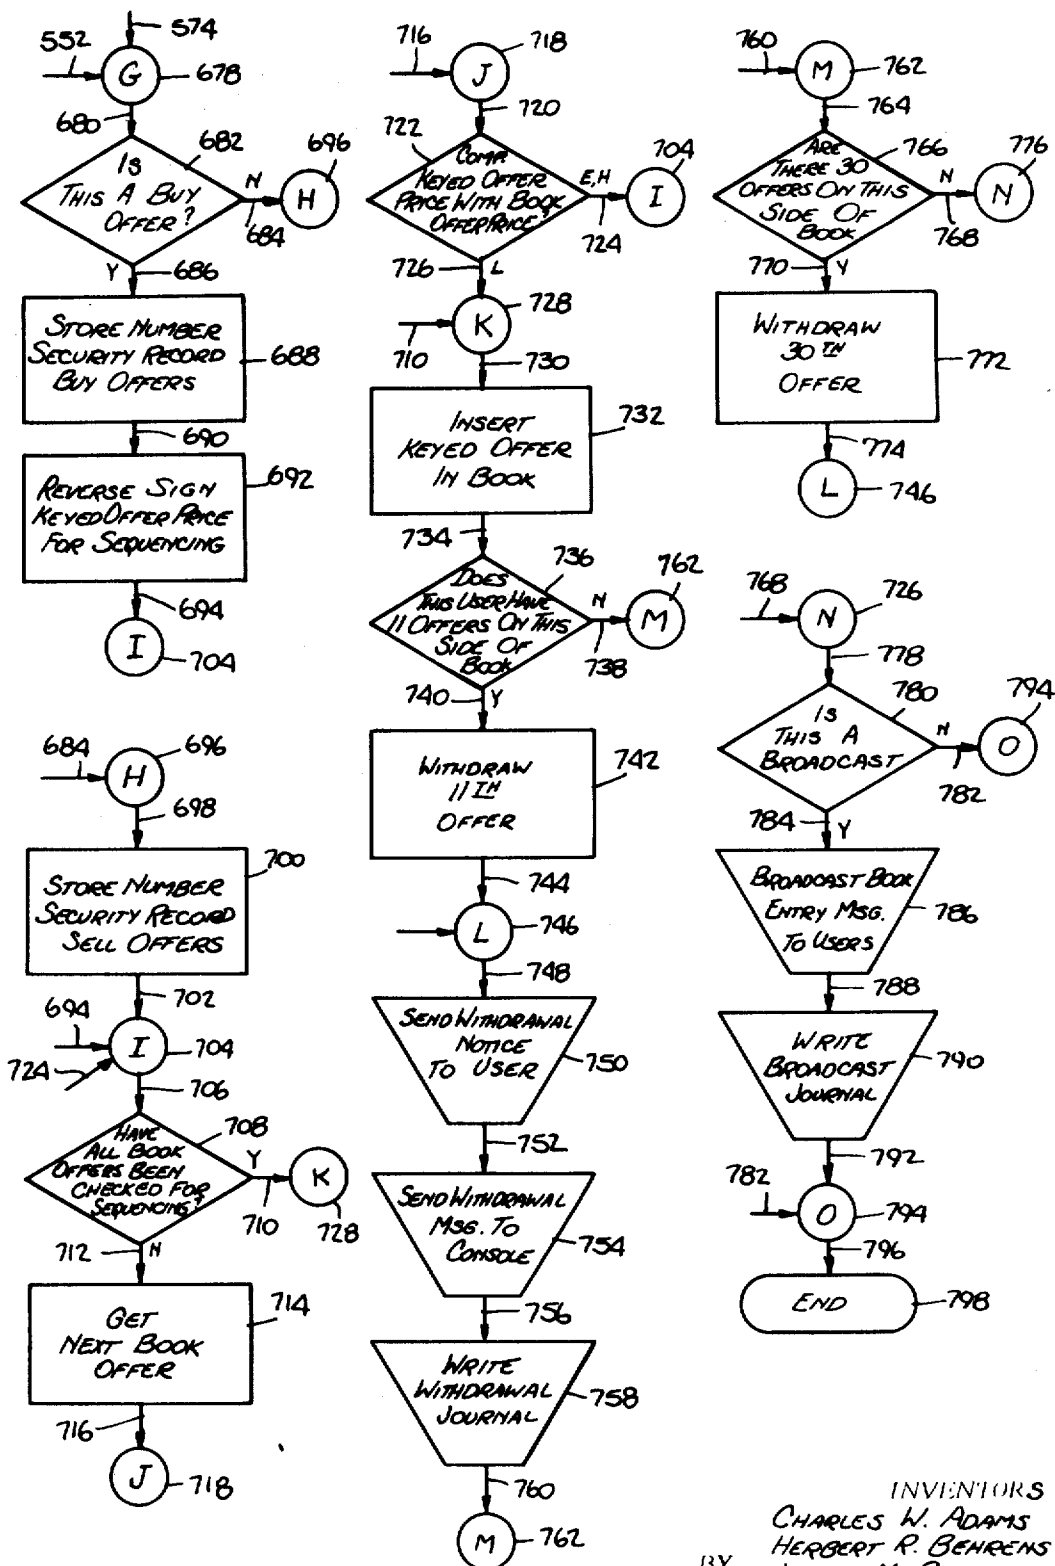 574
552
G
678
680
682
IS
THIS A BUY
OFFER?
N
684
696
H
Y
686
STORE NUMBER
SECURITY RECORD
BUY OFFERS
688
690
REVERSE SIGN
KEYED OFFER PRICE
FOR SEQUENCING
692
694
I
704
684
H
696
698
STORE NUMBER
SECURITY RECORD
SELL OFFERS
700
702
694
724
I
704
706
HAVE
ALL BOOK
OFFERS BEEN
CHECKED FOR
SEQUENCING?
708
Y
710
K
728
712
N
GET
NEXT BOOK
OFFER
714
716
J
718
716
J
718
720
722
COMP.
KEYED OFFER
PRICE WITH BOOK
OFFER PRICE?
E,H
724
704
I
726
L
K
728
710
730
INSERT
KEYED OFFER
IN BOOK
732
734
DOES
THIS USER HAVE
11 OFFERS ON THIS
SIDE OF
BOOK
736
N
738
762
M
740
Y
WITHDRAW
11TH
OFFER
742
744
L
746
748
SEND WITHDRAWAL
NOTICE
TO USER
750
752
SEND WITHDRAWAL
MSG. TO
CONSOLE
754
756
WRITE
WITHDRAWAL
JOURNAL
758
760
M
762
760
M
762
764
ARE
THERE 30
OFFERS ON THIS
SIDE OF
BOOK
766
N
768
776
N
770
Y
WITHDRAW
30TH
OFFER
772
774
L
746
768
N
726
778
IS
THIS A
BROADCAST
780
N
782
794
O
784
Y
BROADCAST BOOK
ENTRY MSG.
TO USERS
786
788
WRITE
BROADCAST
JOURNAL
790
792
782
O
794
796
END
798
INVENTORS
CHARLES W. ADAMS
HERBERT R. BEHRENS
BY